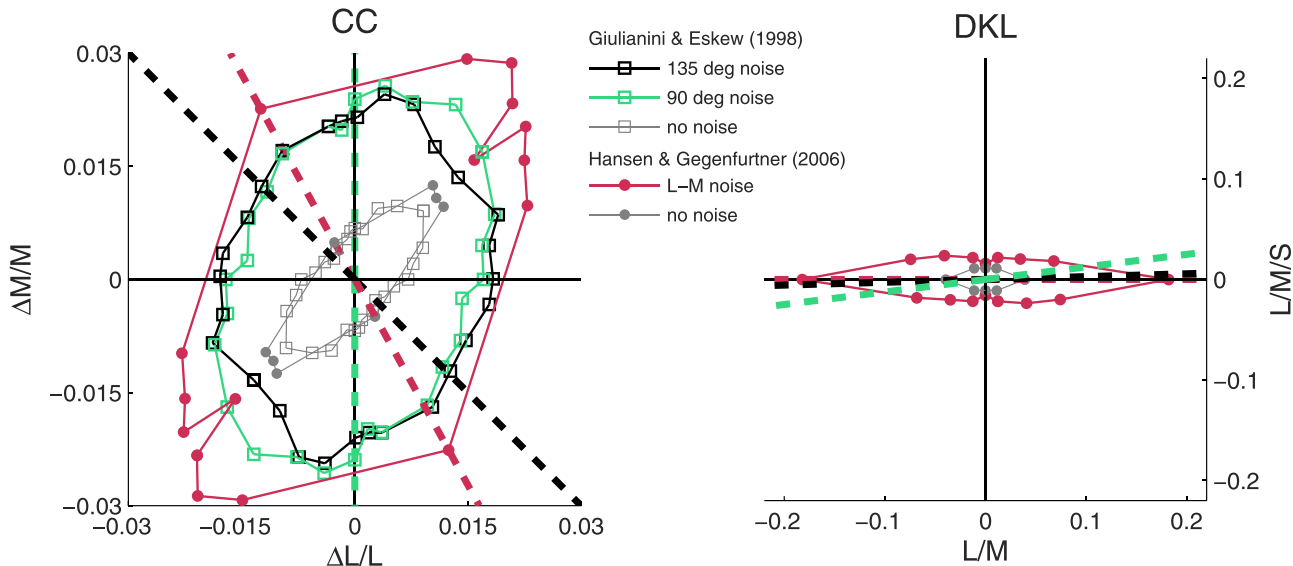 CC
0.03
0.015
0
−0.015
−0.03
ΔM/M
−0.03
−0.015
0
0.015
0.03
ΔL/L
Giulianini & Eskew (1998)
135 deg noise
90 deg noise
no noise
Hansen & Gegenfurtner (2006)
L−M noise
no noise
DKL
0.2
0.1
0
−0.1
−0.2
L/M/S
−0.2
−0.1
0
0.1
0.2
L/M